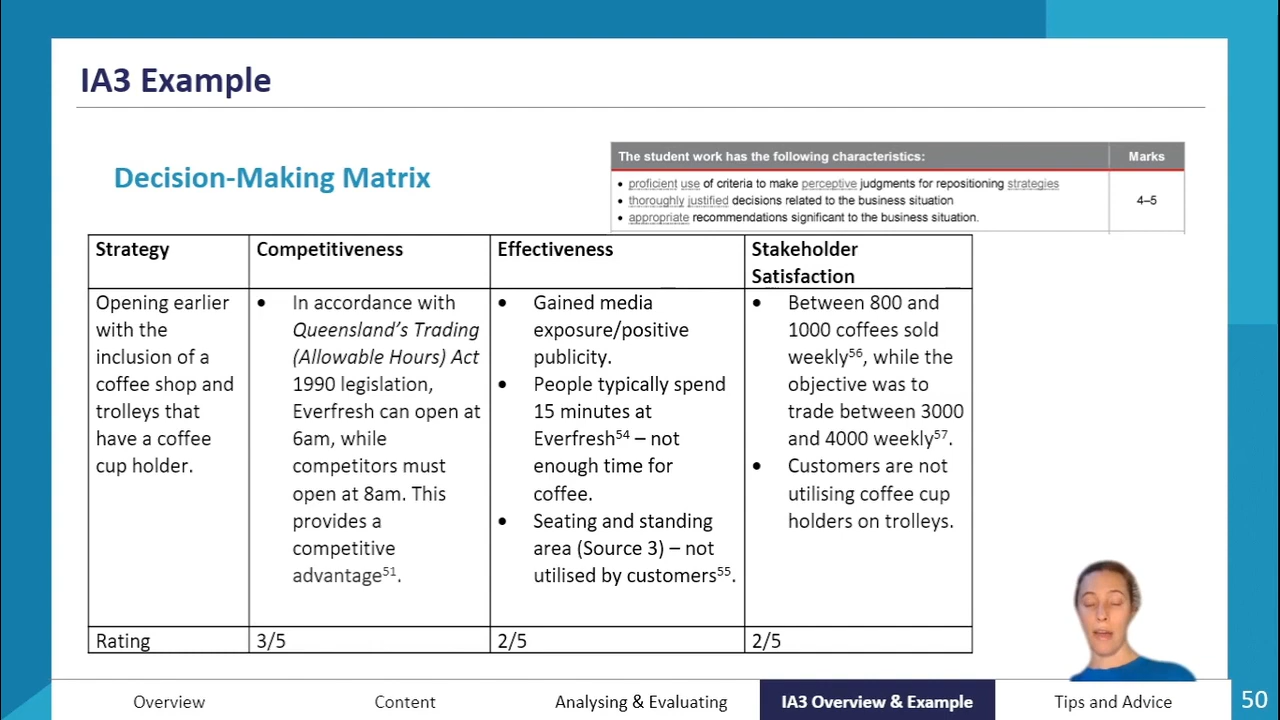 IA3 Example
Decision-Making Matrix
The student work has the following characteristics:
Marks
• proficient use of criteria to make perceptive judgments for repositioning strategies
• thoroughly justified decisions related to the business situation
• appropriate recommendations significant to the business situation.
4–5
Strategy
Competitiveness
Effectiveness
Stakeholder
Satisfaction
Opening earlier
with the
inclusion of a
coffee shop and
trolleys that
have a coffee
cup holder.
• In accordance with
Queensland's Trading
(Allowable Hours) Act
1990 legislation,
Everfresh can open at
6am, while
competitors must
open at 8am. This
provides a
competitive
advantage⁵¹.
• Gained media
exposure/positive
publicity.
• People typically spend
15 minutes at
Everfresh⁵⁴ – not
enough time for
coffee.
• Seating and standing
area (Source 3) – not
utilised by customers⁵⁵.
• Between 800 and
1000 coffees sold
weekly⁵⁶, while the
objective was to
trade between 3000
and 4000 weekly⁵⁷.
• Customers are not
utilising coffee cup
holders on trolleys.
Rating
3/5
2/5
2/5
Overview
Content
Analysing & Evaluating
IA3 Overview & Example
Tips and Advice
50